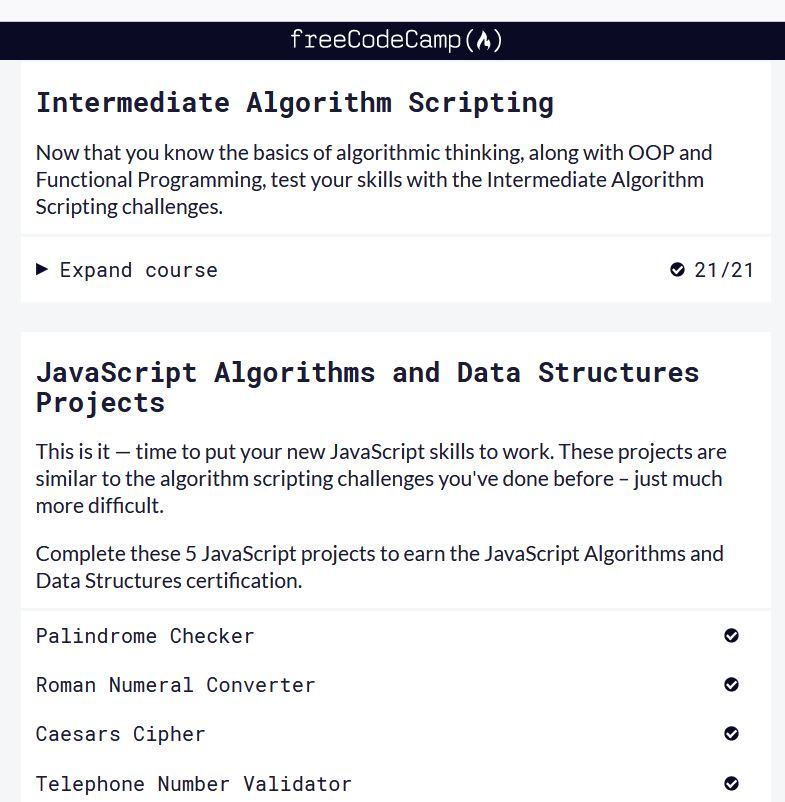 freeCodeCamp
Intermediate Algorithm Scripting
Now that you know the basics of algorithmic thinking, along with OOP and
Functional Programming, test your skills with the Intermediate Algorithm
Scripting challenges.
Expand course 21/21
JavaScript Algorithms and Data Structures
Projects
This is it — time to put your new JavaScript skills to work. These projects are
similar to the algorithm scripting challenges you've done before – just much
more difficult.
Complete these 5 JavaScript projects to earn the JavaScript Algorithms and
Data Structures certification.
Palindrome Checker
Roman Numeral Converter
Caesars Cipher
Telephone Number Validator